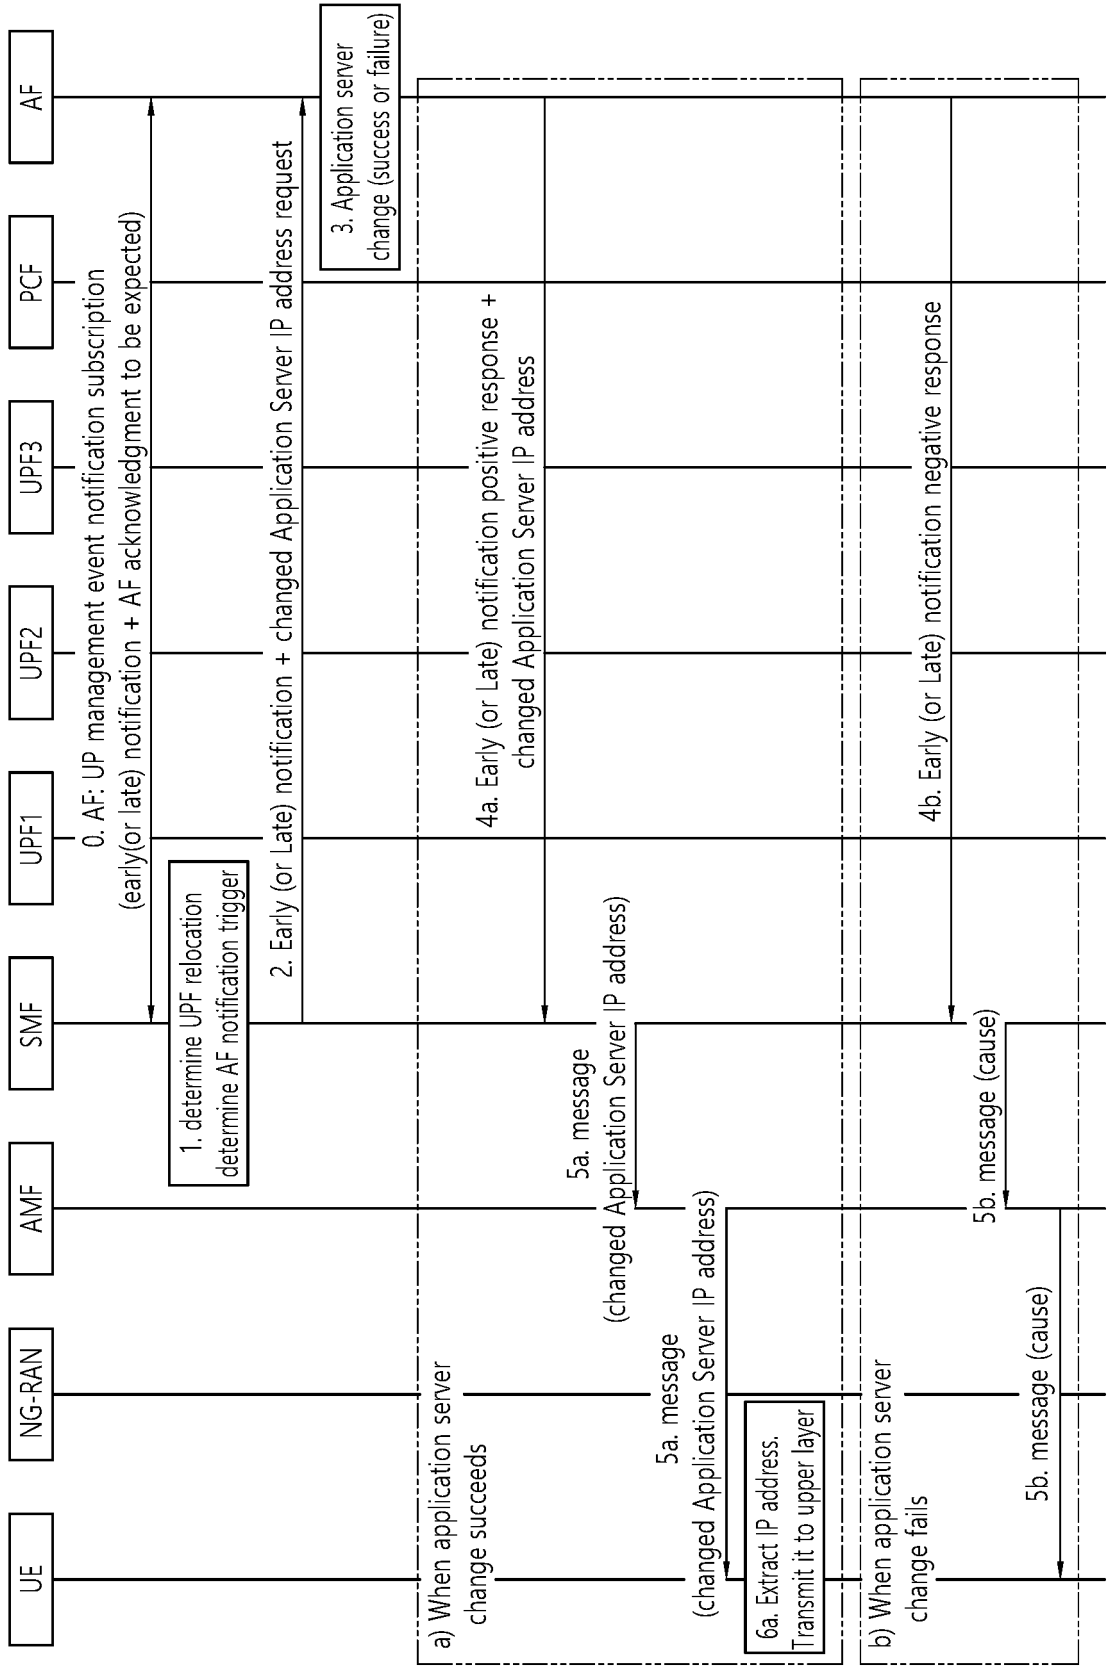 UE
NG-RAN
AMF
SMF
UPF1
UPF2
UPF3
PCF
AF
0. AF: UP management event notification subscription
(early(or late) notification + AF acknowledgment to be expected)
1. determine UPF relocation
determine AF notification trigger
2. Early (or Late) notification + changed Application Server IP address request
3. Application server
change (success or failure)
a) When application server
change succeeds
4a. Early (or Late) notification positive response +
changed Application Server IP address
5a. message
(changed Application Server IP address)
5a. message
(changed Application Server IP address)
6a. Extract IP address.
Transmit it to upper layer
b) When application server
change fails
4b. Early (or Late) notification negative response
5b. message (cause)
5b. message (cause)